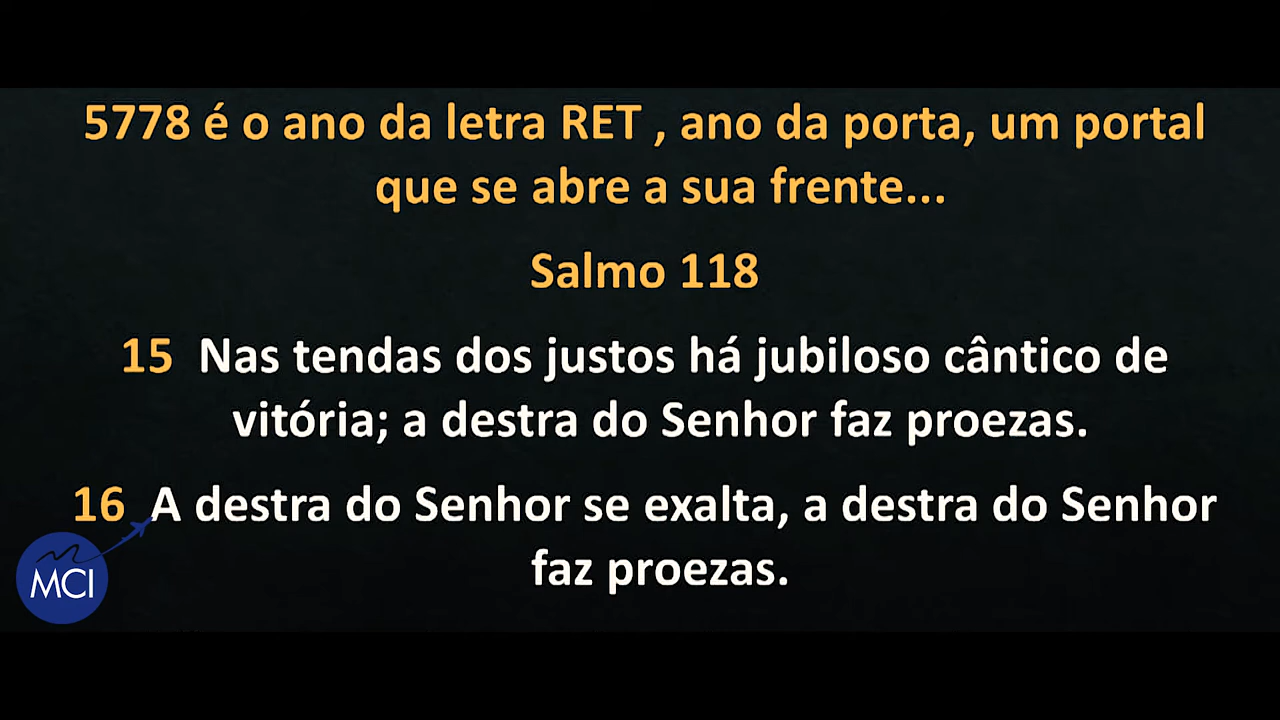 5778 é o ano da letra RET , ano da porta, um portal
que se abre a sua frente...
Salmo 118
15 Nas tendas dos justos há jubiloso cântico de
vitória; a destra do Senhor faz proezas.
16 A destra do Senhor se exalta, a destra do Senhor
faz proezas.
MCI